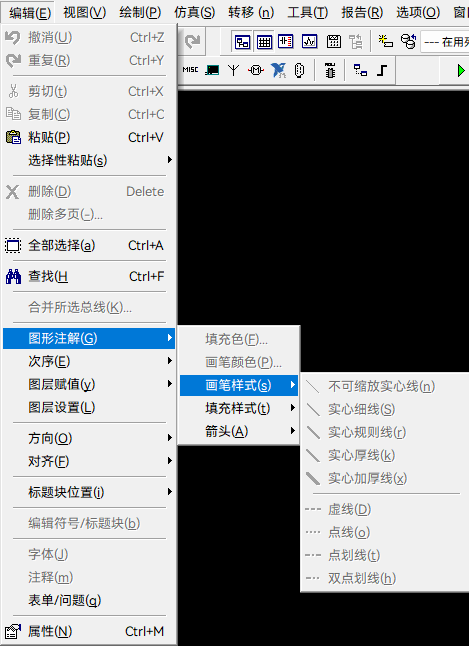 编辑(E) 视图(V) 绘制(P) 仿真(S) 转移 (n) 工具(T) 报告(R) 选项(O)
撤消(U) Ctrl+Z
重复(R) Ctrl+Y
--- 在用
MISC
剪切(t) Ctrl+X
复制(C) Ctrl+C
粘贴(P) Ctrl+V
选择性粘贴(s)
删除(D) Delete
删除多页(-)...
全部选择(a) Ctrl+A
查找(H Ctrl+F
合并所选总线(K)...
图形注解(G)
次序(E)
图层赋值(y)
图层设置(L)
方向(O)
对齐(F)
标题块位置(i)
编辑符号/标题块(b)
字体(J)
注释(m)
表单/问题(q)
属性(N) Ctrl+M
填充色(F)...
画笔颜色(P)...
画笔样式(s)
填充样式(t)
箭头(A)
不可缩放实心线(n)
实心细线(S)
实心规则线(r)
实心厚线(k)
实心加厚线(x)
虚线(D)
点线(o)
点划线(t)
双点划线(h)